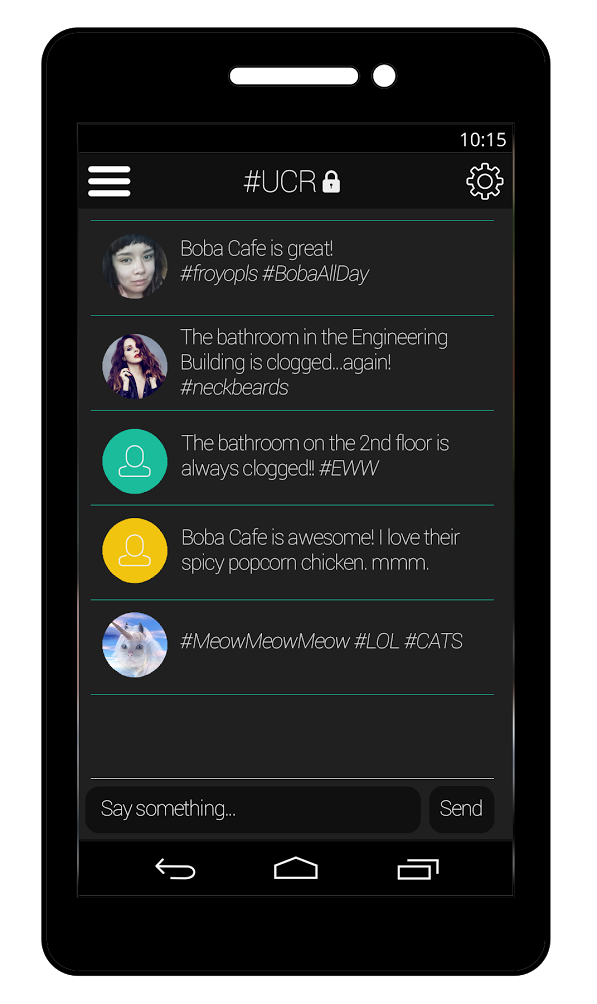 10:15
#UCR
Boba Cafe is great!
#froyopls #BobaAllDay
The bathroom in the Engineering
Building is clogged...again!
#neckbeards
The bathroom on the 2nd floor is
always clogged!! #EWW
Boba Cafe is awesome! I love their
spicy popcorn chicken. mmm.
#MeowMeowMeow #LOL #CATS
Say something...
Send